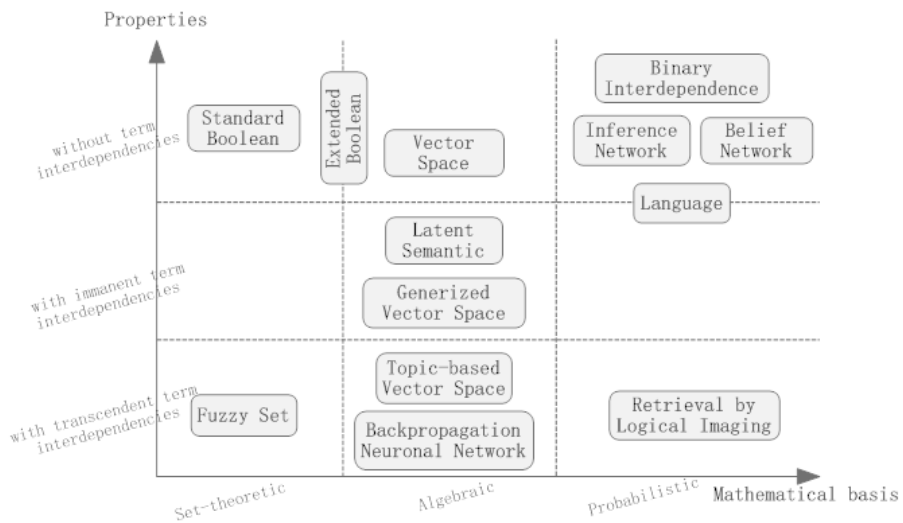 Properties
Standard
Boolean
Extended
Boolean
Vector
Space
Binary
Interdependence
Inference
Network
Belief
Network
Language
without term
interdependencies
Latent
Semantic
Generized
Vector Space
with immanent term
interdependencies
Topic-based
Vector Space
Fuzzy Set
Backpropagation
Neuronal Network
Retrieval by
Logical Imaging
with transcendent term
interdependencies
Set-theoretic
Algebraic
Probabilistic
Mathematical basis